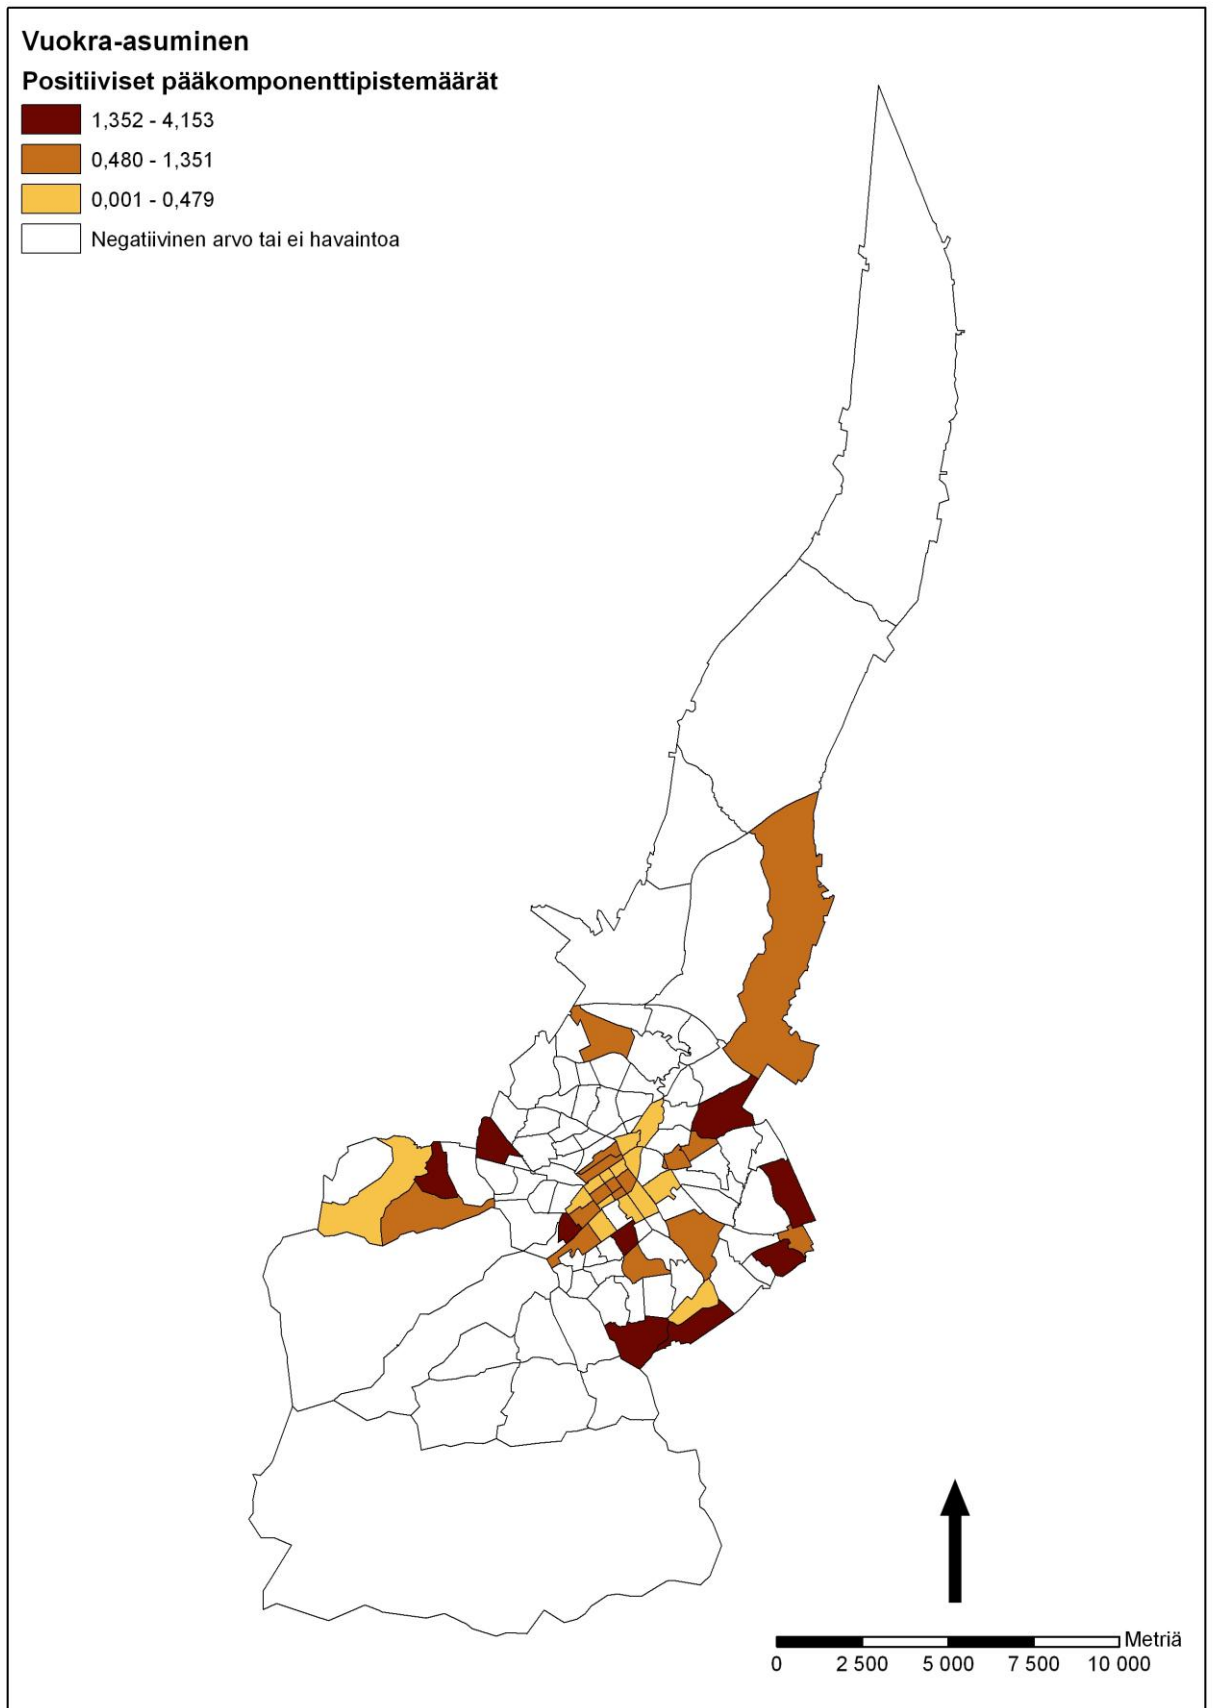 Vuokra-asuminen
Positiiviset pääkomponenttipistemäärät
1,352 - 4,153
0,480 - 1,351
0,001 - 0,479
Negatiivinen arvo tai ei havaintoa
Metriä
0 2 500 5 000 7 500 10 000